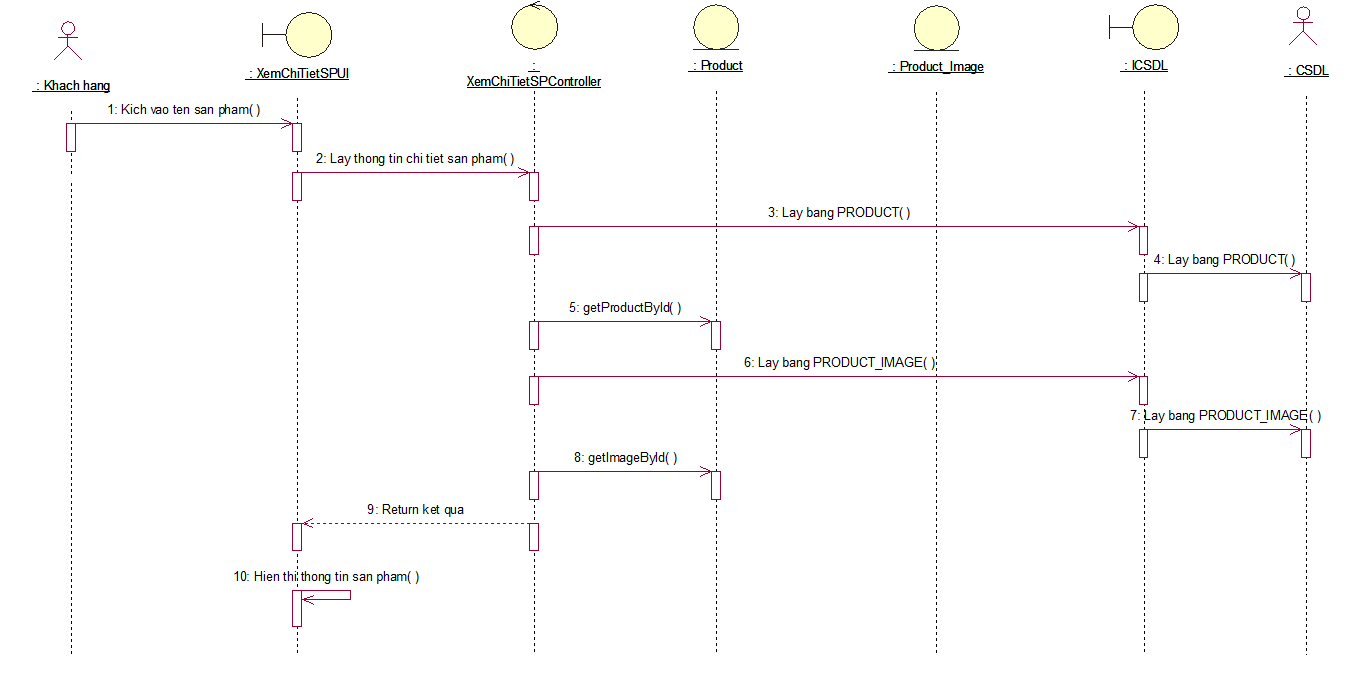 : Khach hang
: XemChiTietSPUI
:
XemChiTietSPController
: Product
: Product_Image
: ICSDL
: CSDL
1: Kich vao ten san pham( )
2: Lay thong tin chi tiet san pham( )
3: Lay bang PRODUCT( )
4: Lay bang PRODUCT( )
5: getProductById( )
6: Lay bang PRODUCT_IMAGE( )
7: Lay bang PRODUCT_IMAGE( )
8: getImageById( )
9: Return ket qua
10: Hien thi thong tin san pham( )